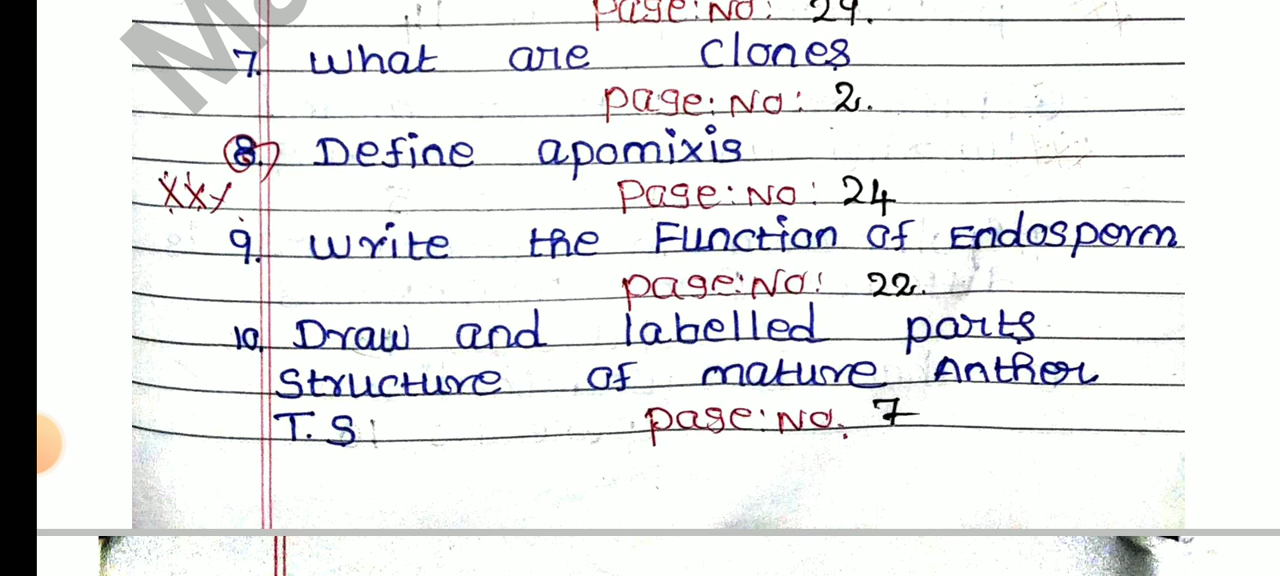 Page: No: 29.
7. What are Clones
Page: No: 2.
8. Define apomixis
XXX Page: No: 24
9. Write the Function of Endosperm
Page: No: 22.
10. Draw and labelled parts
Structure of mature Anther
T.S: Page: No. 7